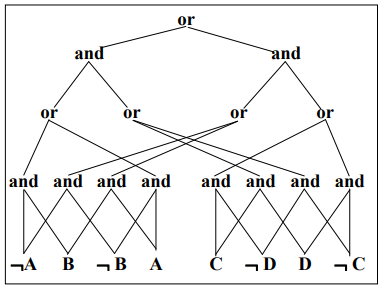 or
and and
or or or or
and and and and and and and and
¬A B ¬B A C ¬D D ¬C